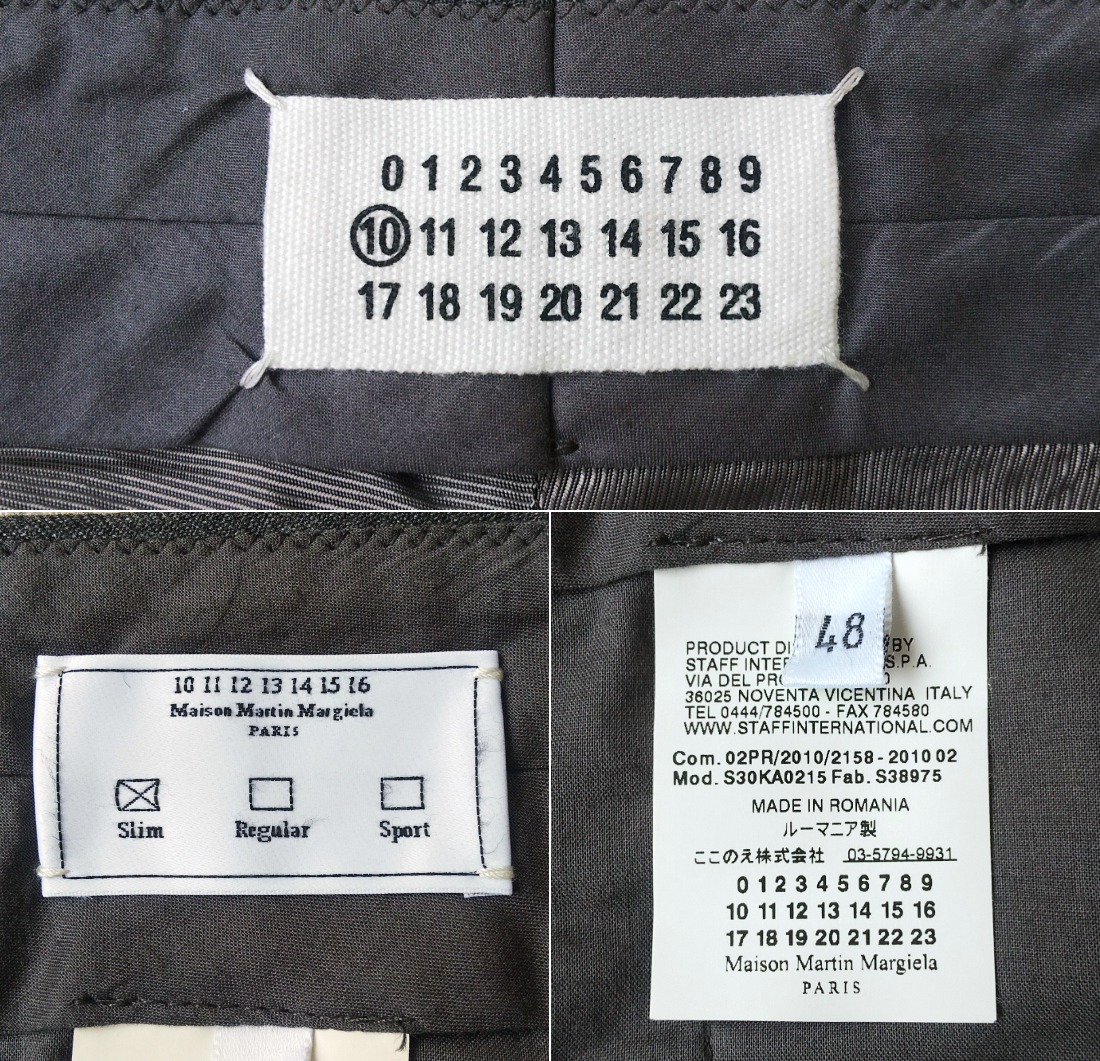 0 1 2 3 4 5 6 7 8 9
10 11 12 13 14 15 16
17 18 19 20 21 22 23
10 11 12 13 14 15 16
Maison Martin Margiela
PARIS
Slim Regular Sport
48
PRODUCT BY
STAFF S.P.A.
VIA DEL
36025 NOVENTA VICENTINA ITALY
TEL 0444/784500 - FAX 784580
WWW.STAFFINTERNATIONAL.COM
Com. 02PR/2010/2158 - 2010 02
Mod. S30KA0215 Fab. S38975
MADE IN ROMANIA
ルーマニア製
ここのえ株式会社 03-5794-9931
0 1 2 3 4 5 6 7 8 9
10 11 12 13 14 15 16
17 18 19 20 21 22 23
Maison Martin Margiela
PARIS